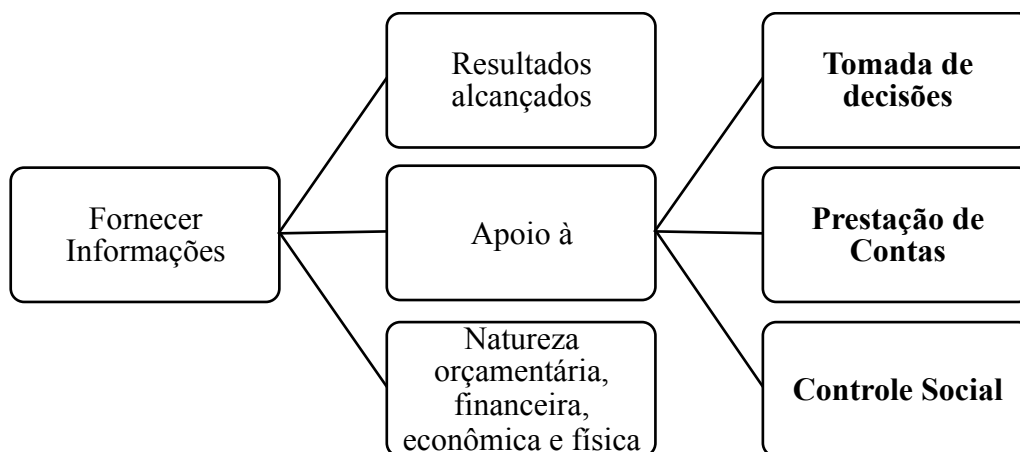 Fornecer
Informações
Resultados
alcançados
Apoio à
Natureza
orçamentária,
financeira,
econômica e física
Tomada de
decisões
Prestação de
Contas
Controle Social